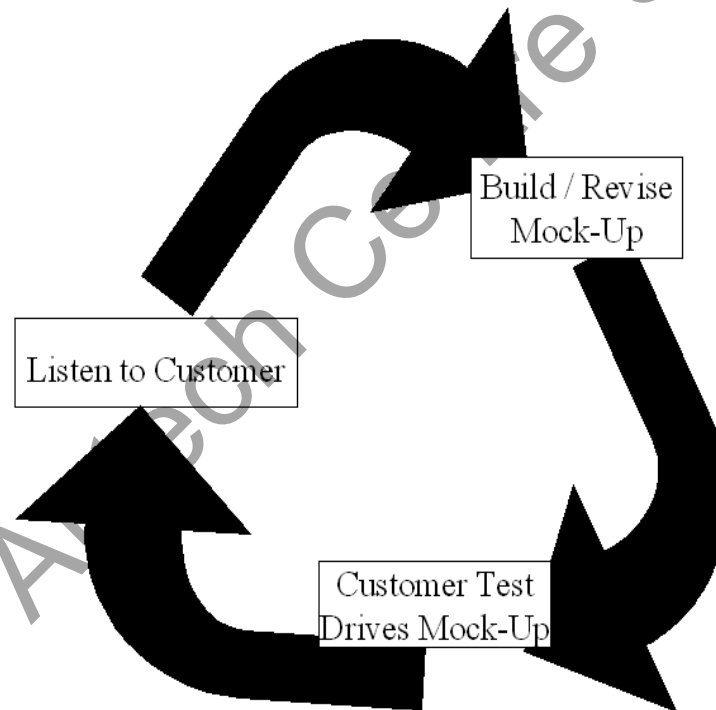 Build / Revise
Mock-Up
Listen to Customer
Customer Test
Drives Mock-Up